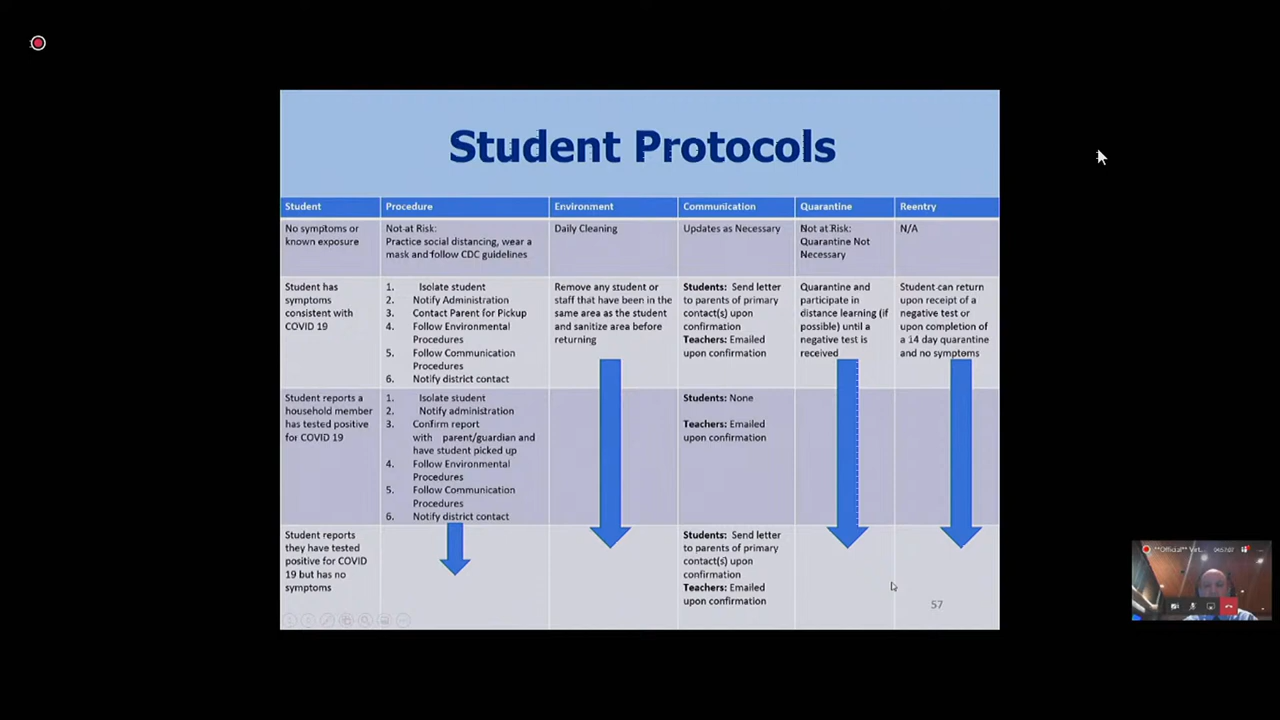 Student Protocols
Student
Procedure
Environment
Communication
Quarantine
Reentry
No symptoms or
known exposure
Not at Risk:
Practice social distancing, wear a
mask and follow CDC guidelines
Daily Cleaning
Updates as Necessary
Not at Risk:
Quarantine Not
Necessary
N/A
Student has
symptoms
consistent with
COVID 19
1. Isolate student
2. Notify Administration
3. Contact Parent for Pickup
4. Follow Environmental
Procedures
5. Follow Communication
Procedures
6. Notify district contact
Remove any student or
staff that have been in the
same area as the student
and sanitize area before
returning
Students: Send letter
to parents of primary
contact(s) upon
confirmation
Teachers: Emailed
upon confirmation
Quarantine and
participate in
distance learning (if
possible) until a
negative test is
received
Student can return
upon receipt of a
negative test or
upon completion of
a 14 day quarantine
and no symptoms
Student reports a
household member
has tested positive
for COVID 19
1. Isolate student
2. Notify administration
3. Confirm report
with parent/guardian and
have student picked up
4. Follow Environmental
Procedures
5. Follow Communication
Procedures
6. Notify district contact
Students: None
Teachers: Emailed
upon confirmation
Student reports
they have tested
positive for COVID
19 but has no
symptoms
Students: Send letter
to parents of primary
contact(s) upon
confirmation
Teachers: Emailed
upon confirmation
57